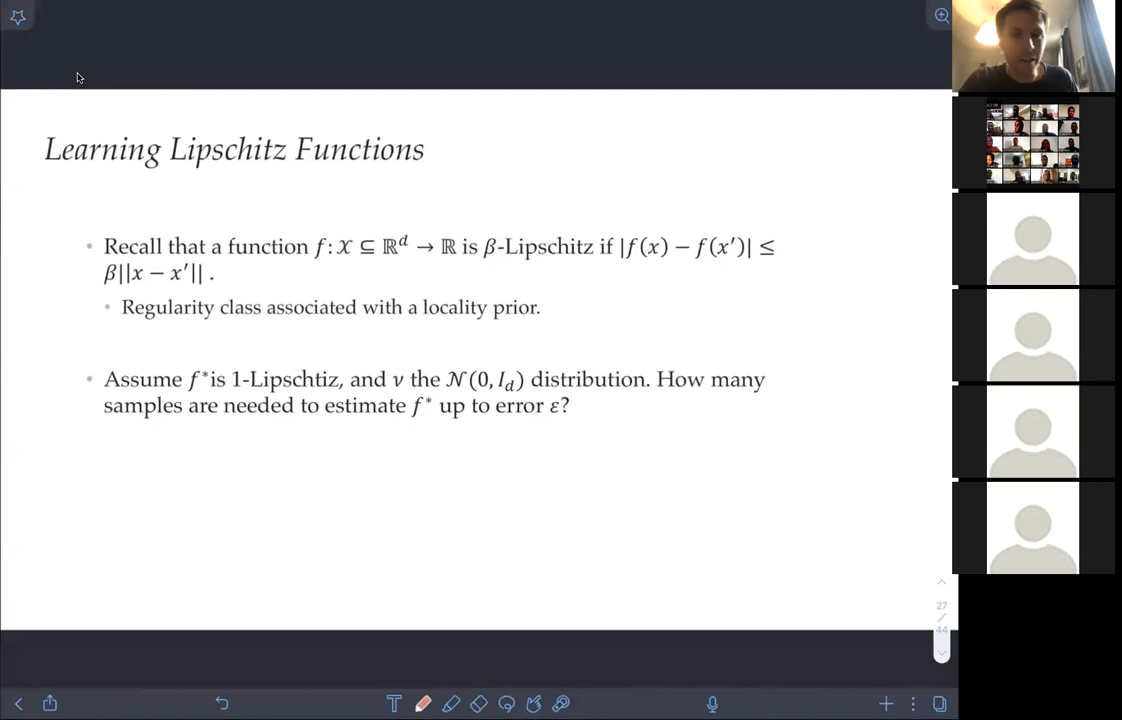 Learning Lipschitz Functions
• Recall that a function f: 𝒳 ⊆ ℝᵈ → ℝ is β-Lipschitz if |f(x) − f(x′)| ≤
β||x − x′|| .
• Regularity class associated with a locality prior.
• Assume f*is 1-Lipschtiz, and ν the 𝒩(0, I_d) distribution. How many
samples are needed to estimate f* up to error ε?
27
/
44